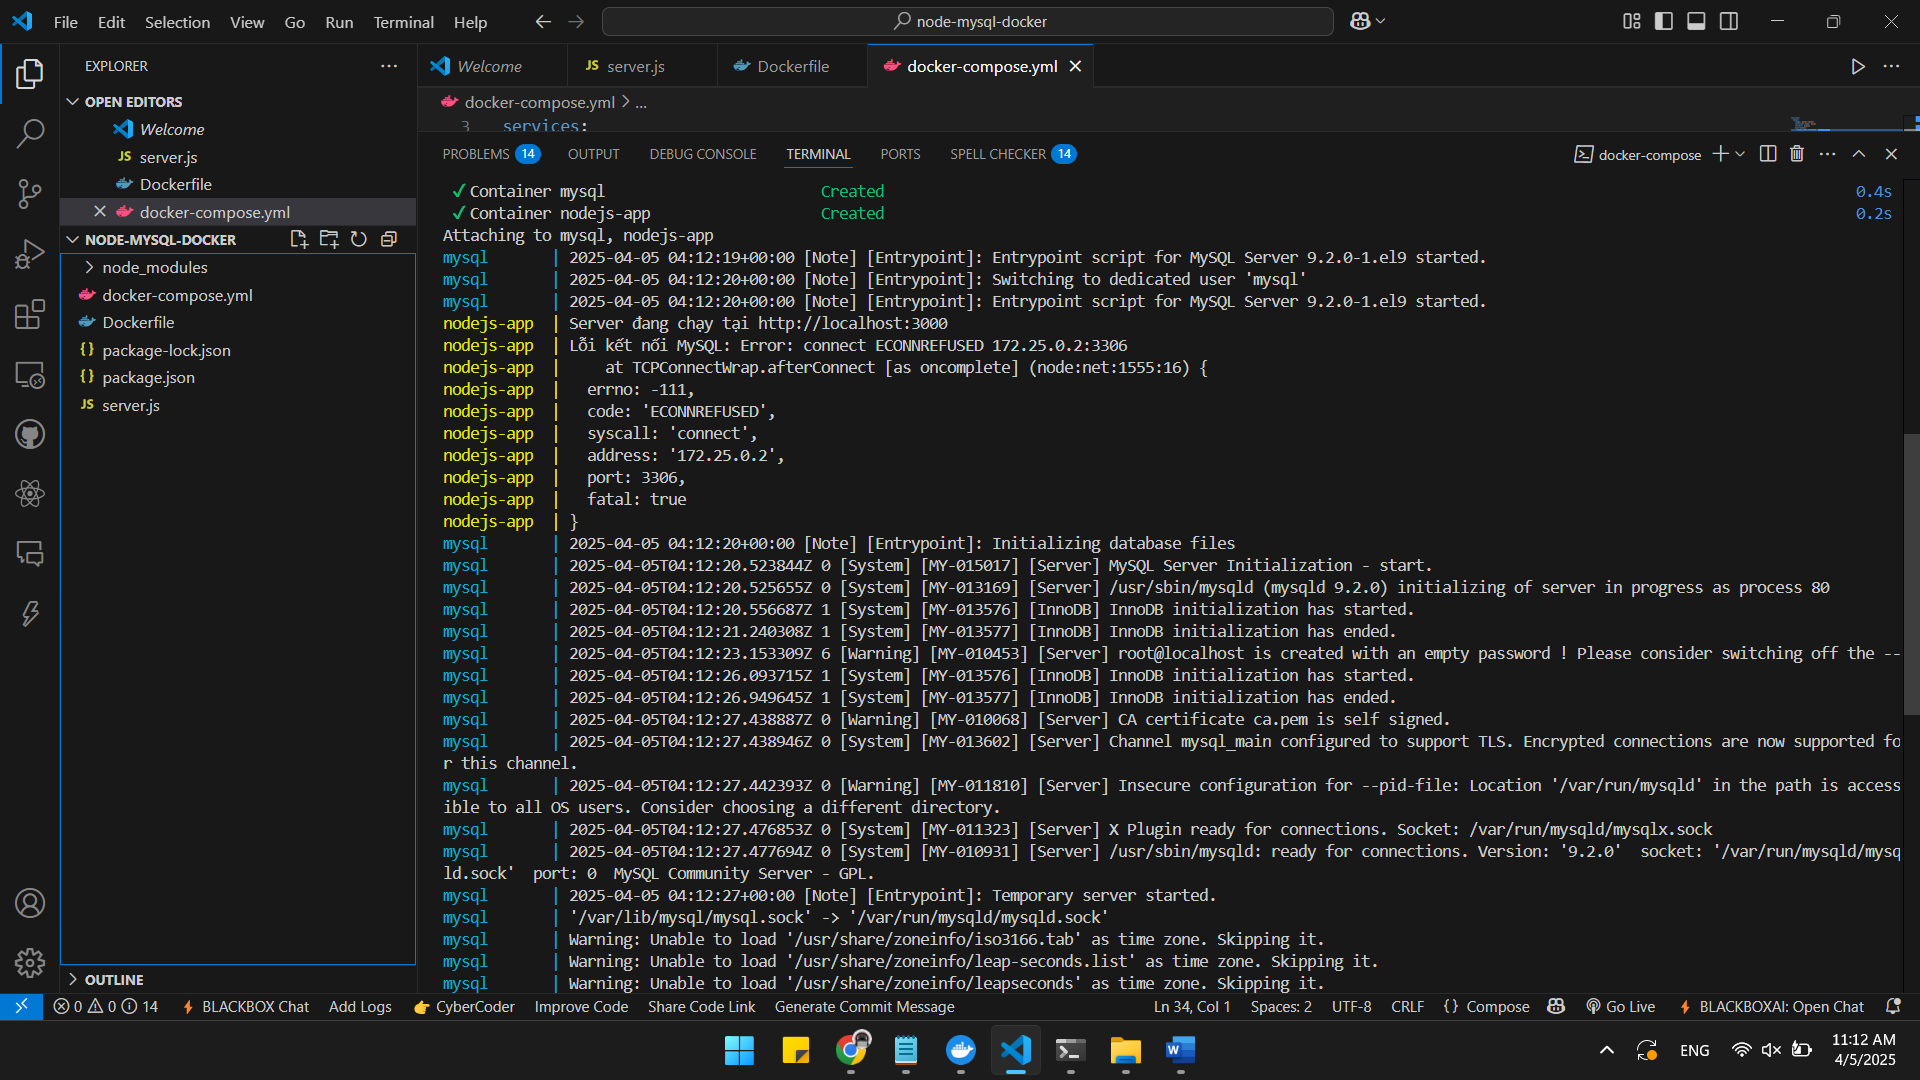 File Edit Selection View Go Run Terminal Help
node-mysql-docker
EXPLORER
OPEN EDITORS
Welcome
server.js
Dockerfile
docker-compose.yml
NODE-MYSQL-DOCKER
node_modules
docker-compose.yml
Dockerfile
package-lock.json
package.json
server.js
OUTLINE
Welcome
JS server.js
Dockerfile
docker-compose.yml
docker-compose.yml > ...
3 services:
PROBLEMS 14 OUTPUT DEBUG CONSOLE TERMINAL PORTS SPELL CHECKER 14
docker-compose
✓ Container mysql Created 0.4s
✓ Container nodejs-app Created 0.2s
Attaching to mysql, nodejs-app
mysql | 2025-04-05 04:12:19+00:00 [Note] [Entrypoint]: Entrypoint script for MySQL Server 9.2.0-1.el9 started.
mysql | 2025-04-05 04:12:20+00:00 [Note] [Entrypoint]: Switching to dedicated user 'mysql'
mysql | 2025-04-05 04:12:20+00:00 [Note] [Entrypoint]: Entrypoint script for MySQL Server 9.2.0-1.el9 started.
nodejs-app | Server đang chạy tại http://localhost:3000
nodejs-app | Lỗi kết nối MySQL: Error: connect ECONNREFUSED 172.25.0.2:3306
nodejs-app | at TCPConnectWrap.afterConnect [as oncomplete] (node:net:1555:16) {
nodejs-app | errno: -111,
nodejs-app | code: 'ECONNREFUSED',
nodejs-app | syscall: 'connect',
nodejs-app | address: '172.25.0.2',
nodejs-app | port: 3306,
nodejs-app | fatal: true
nodejs-app | }
mysql | 2025-04-05 04:12:20+00:00 [Note] [Entrypoint]: Initializing database files
mysql | 2025-04-05T04:12:20.523844Z 0 [System] [MY-015017] [Server] MySQL Server Initialization - start.
mysql | 2025-04-05T04:12:20.525655Z 0 [System] [MY-013169] [Server] /usr/sbin/mysqld (mysqld 9.2.0) initializing of server in progress as process 80
mysql | 2025-04-05T04:12:20.556687Z 1 [System] [MY-013576] [InnoDB] InnoDB initialization has started.
mysql | 2025-04-05T04:12:21.240308Z 1 [System] [MY-013577] [InnoDB] InnoDB initialization has ended.
mysql | 2025-04-05T04:12:23.153309Z 6 [Warning] [MY-010453] [Server] root@localhost is created with an empty password ! Please consider switching off the --
mysql | 2025-04-05T04:12:26.093715Z 1 [System] [MY-013576] [InnoDB] InnoDB initialization has started.
mysql | 2025-04-05T04:12:26.949645Z 1 [System] [MY-013577] [InnoDB] InnoDB initialization has ended.
mysql | 2025-04-05T04:12:27.438887Z 0 [Warning] [MY-010068] [Server] CA certificate ca.pem is self signed.
mysql | 2025-04-05T04:12:27.438946Z 0 [System] [MY-013602] [Server] Channel mysql_main configured to support TLS. Encrypted connections are now supported fo
r this channel.
mysql | 2025-04-05T04:12:27.442393Z 0 [Warning] [MY-011810] [Server] Insecure configuration for --pid-file: Location '/var/run/mysqld' in the path is access
ible to all OS users. Consider choosing a different directory.
mysql | 2025-04-05T04:12:27.476853Z 0 [System] [MY-011323] [Server] X Plugin ready for connections. Socket: /var/run/mysqld/mysqlx.sock
mysql | 2025-04-05T04:12:27.477694Z 0 [System] [MY-010931] [Server] /usr/sbin/mysqld: ready for connections. Version: '9.2.0' socket: '/var/run/mysqld/mysq
ld.sock' port: 0 MySQL Community Server - GPL.
mysql | 2025-04-05 04:12:27+00:00 [Note] [Entrypoint]: Temporary server started.
mysql | '/var/lib/mysql/mysql.sock' -> '/var/run/mysqld/mysqld.sock'
mysql | Warning: Unable to load '/usr/share/zoneinfo/iso3166.tab' as time zone. Skipping it.
mysql | Warning: Unable to load '/usr/share/zoneinfo/leap-seconds.list' as time zone. Skipping it.
mysql | Warning: Unable to load '/usr/share/zoneinfo/leapseconds' as time zone. Skipping it.
0 0 14 BLACKBOX Chat Add Logs CyberCoder Improve Code Share Code Link Generate Commit Message Ln 34, Col 1 Spaces: 2 UTF-8 CRLF {} Compose Go Live BLACKBOXAI: Open Chat
ENG
11:12 AM
4/5/2025